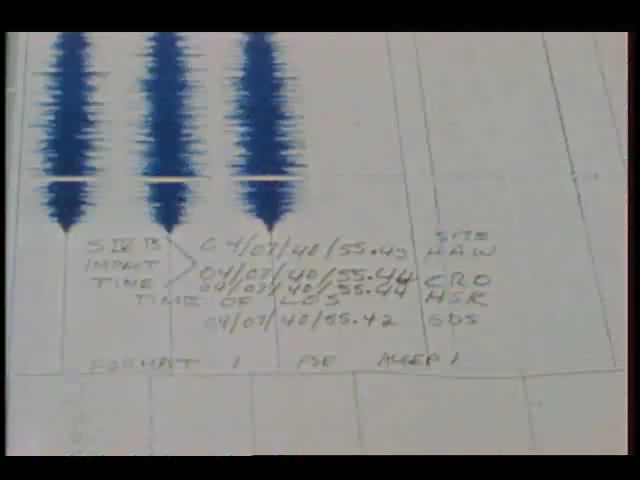 SITE
SIVB 04/07/40/55.43 HAW
IMPACT
TIME 04/07/40/55.44 CRO
04/07/40/55.44 HSK
TIME OF LOS
04/07/40/55.42 GDS
FORMAT 1 PSE ALSEP 1